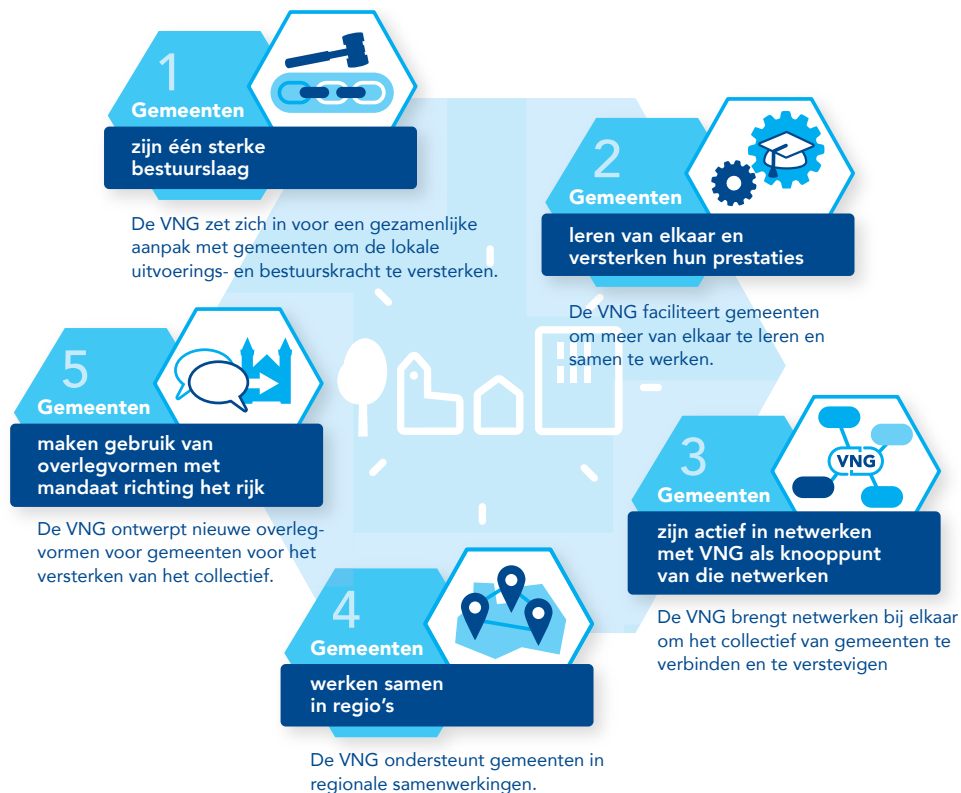 1
Gemeenten
zijn één sterke
bestuurslaag
De VNG zet zich in voor een gezamenlijke
aanpak met gemeenten om de lokale
uitvoerings- en bestuurskracht te versterken.
2
Gemeenten
leren van elkaar en
versterken hun prestaties
De VNG faciliteert gemeenten
om meer van elkaar te leren en
samen te werken.
3
Gemeenten
VNG
zijn actief in netwerken
met VNG als knooppunt
van die netwerken
De VNG brengt netwerken bij elkaar
om het collectief van gemeenten te
verbinden en te verstevigen
4
Gemeenten
werken samen
in regio's
De VNG ondersteunt gemeenten in
regionale samenwerkingen.
5
Gemeenten
maken gebruik van
overlegvormen met
mandaat richting het rijk
De VNG ontwerpt nieuwe overleg-
vormen voor gemeenten voor het
versterken van het collectief.